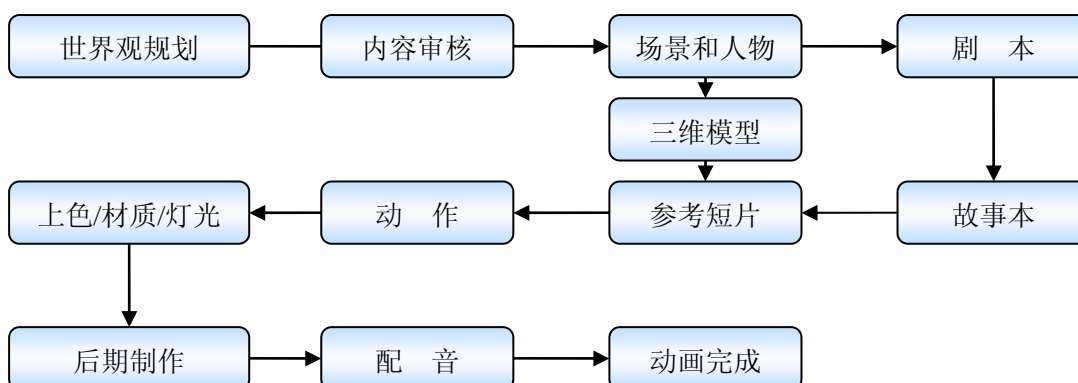 世界观规划
内容审核
场景和人物
剧 本
三维模型
上色/材质/灯光
动 作
参考短片
故事本
后期制作
配 音
动画完成